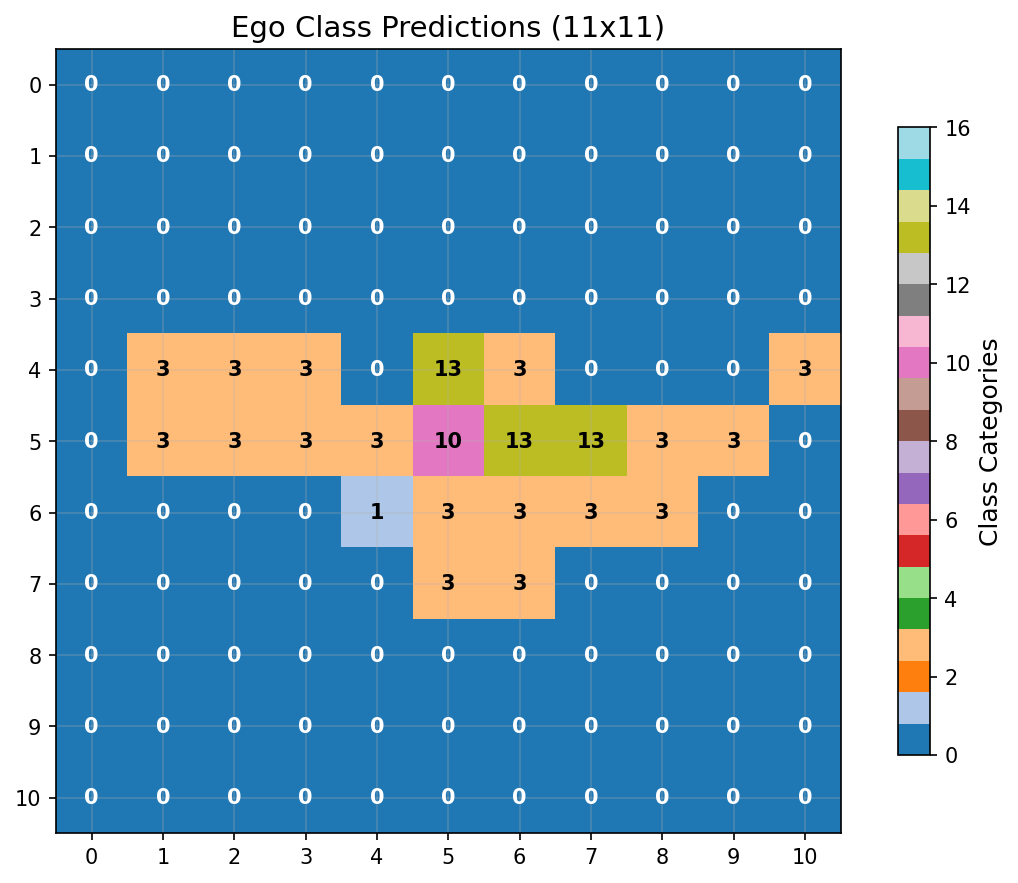 Ego Class Predictions (11x11)
0 0 0 0 0 0 0 0 0 0 0 0
1 0 0 0 0 0 0 0 0 0 0 0
2 0 0 0 0 0 0 0 0 0 0 0
3 0 0 0 0 0 0 0 0 0 0 0
4 0 3 3 3 0 13 3 0 0 0 3
5 0 3 3 3 3 10 13 13 3 3 0
6 0 0 0 0 1 3 3 3 3 0 0
7 0 0 0 0 0 3 3 0 0 0 0
8 0 0 0 0 0 0 0 0 0 0 0
9 0 0 0 0 0 0 0 0 0 0 0
10 0 0 0 0 0 0 0 0 0 0 0
0 1 2 3 4 5 6 7 8 9 10
16
14
12
10
8
6
4
2
0
Class Categories